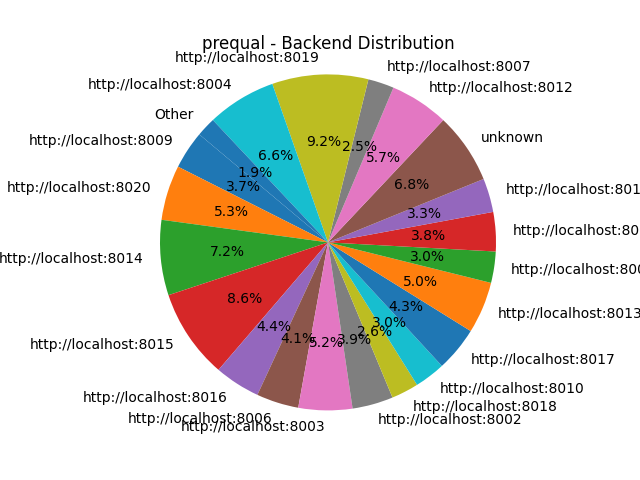 prequal - Backend Distribution
http://localhost:8019
http://localhost:8007
http://localhost:8004
http://localhost:8012
Other
unknown
http://localhost:8009
http://localhost:8020
http://localhost:8014
http://localhost:8013
http://localhost:8015
http://localhost:8017
http://localhost:8010
http://localhost:8016
http://localhost:8018
http://localhost:8006
http://localhost:8002
http://localhost:8003
9.2%
2.5%
5.7%
6.6%
1.9%
3.7%
6.8%
5.3%
3.3%
3.8%
7.2%
3.0%
5.0%
8.6%
4.3%
3.0%
4.4%
2.6%
4.1%
5.2%
3.9%